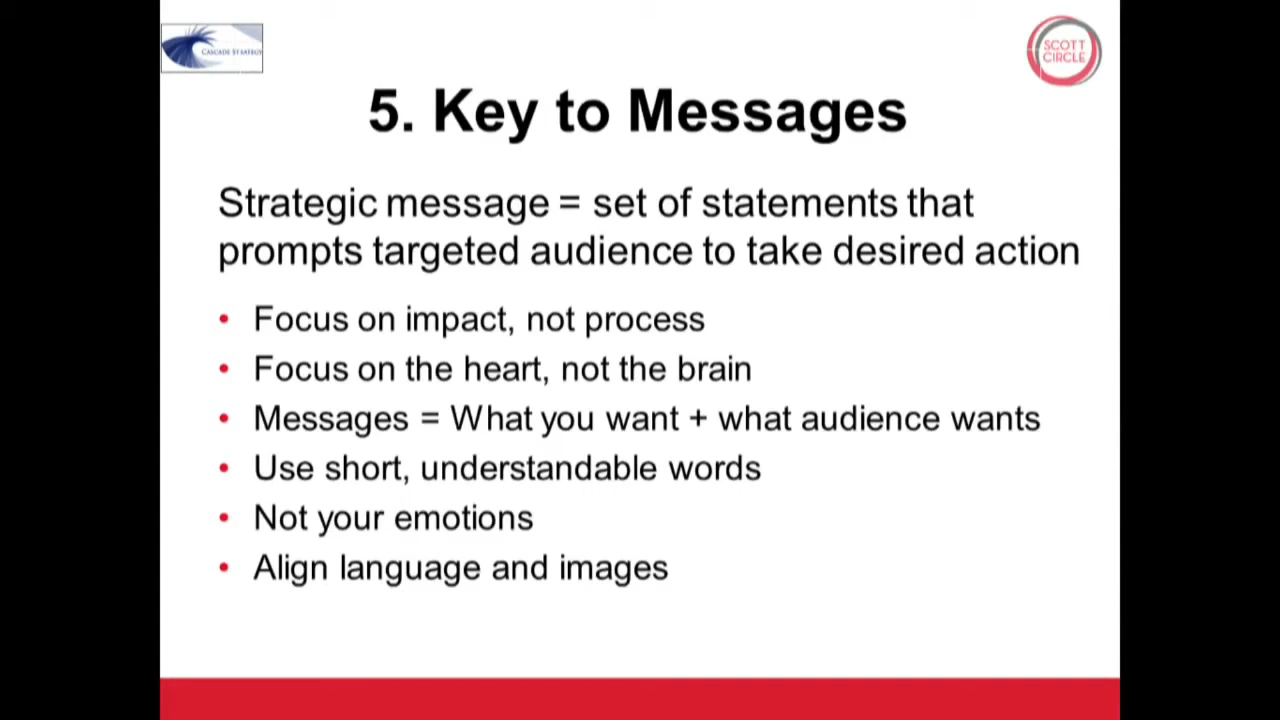 CASCADE STRATEGY
SCOTT
CIRCLE
5. Key to Messages
Strategic message = set of statements that
prompts targeted audience to take desired action
• Focus on impact, not process
• Focus on the heart, not the brain
• Messages = What you want + what audience wants
• Use short, understandable words
• Not your emotions
• Align language and images